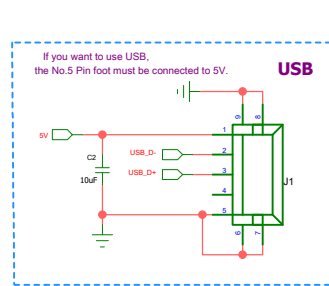 If you want to use USB,
the No.5 Pin foot must be connected to 5V.
USB
9
8
5V
1
C2
USB_D-
2
10uF
USB_D+
3
J1
4
5
6
7